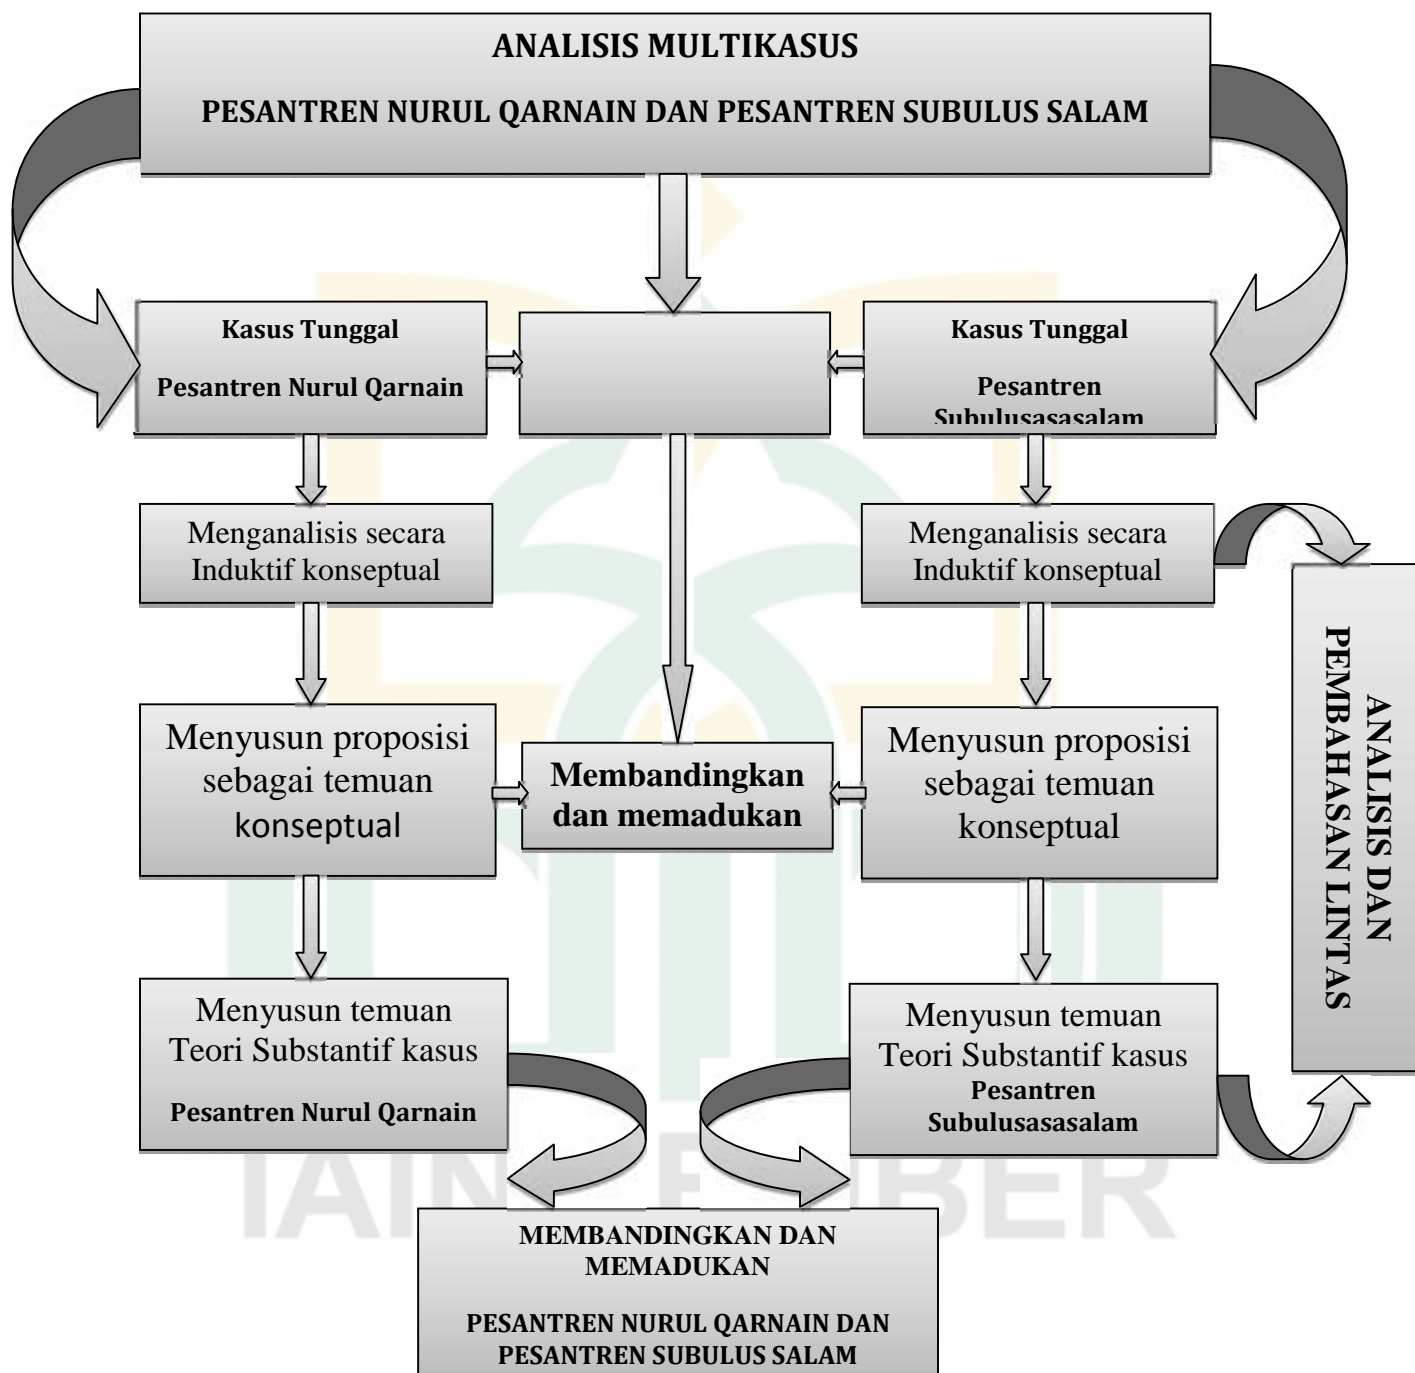 ANALISIS MULTIKASUS
PESANTREN NURUL QARNAIN DAN PESANTREN SUBULUS SALAM
Kasus Tunggal
Pesantren Nurul Qarnain
Kasus Tunggal
Pesantren
Subulusasasalam
Menganalisis secara
Induktif konseptual
Menganalisis secara
Induktif konseptual
ANALISIS DAN
PEMBAHASAN LINTAS
Menyusun proposisi
sebagai temuan
konseptual
Membandingkan
dan memadukan
Menyusun proposisi
sebagai temuan
konseptual
Menyusun temuan
Teori Substantif kasus
Pesantren Nurul Qarnain
Menyusun temuan
Teori Substantif kasus
Pesantren
Subulusasasalam
MEMBANDINGKAN DAN
MEMADUKAN
PESANTREN NURUL QARNAIN DAN
PESANTREN SUBULUS SALAM